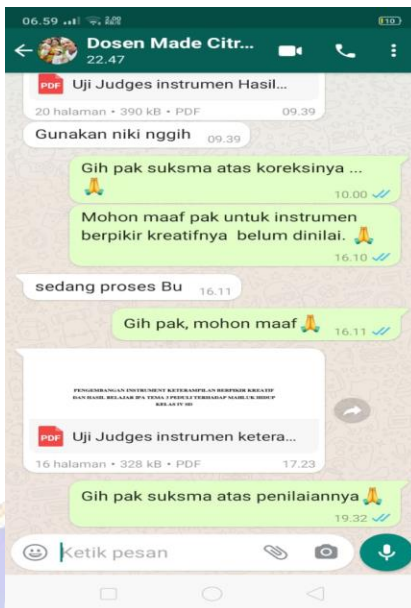 06.59
110
Dosen Made Citr...
22.47
PDF Uji Judges instrumen Hasil...
20 halaman • 390 kB • PDF 09.39
Gunakan niki nggih 09.39
Gih pak suksma atas koreksinya ...
🙏
10.00
Mohon maaf pak untuk instrumen
berpikir kreatifnya belum dinilai. 🙏
16.10
sedang proses Bu 16.11
Gih pak, mohon maaf 🙏 16.11
PENGEMBANGAN INSTRUMENT KETERAMPILAN BERPIKIR KREATIF
DAN HASIL BELAJAR IPA TEMA 3 PEDULI TERHADAP MAHLUK HIDUP
KELAS IV SD
PDF Uji Judges instrumen ketera...
16 halaman • 328 kB • PDF 17.23
Gih pak suksma atas penilaiannya 🙏
19.32
Ketik pesan